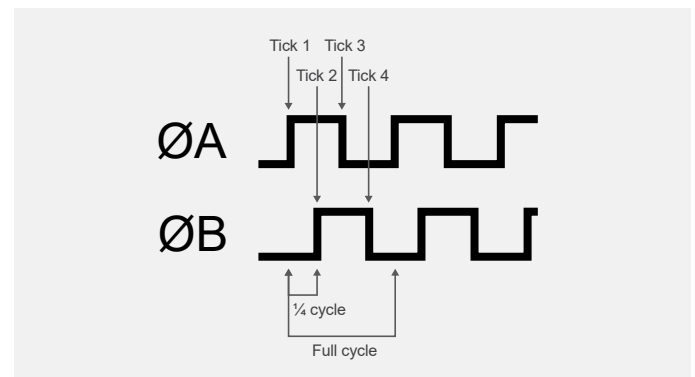 Tick 1 Tick 3
Tick 2 Tick 4
ØA
ØB
¼ cycle
Full cycle